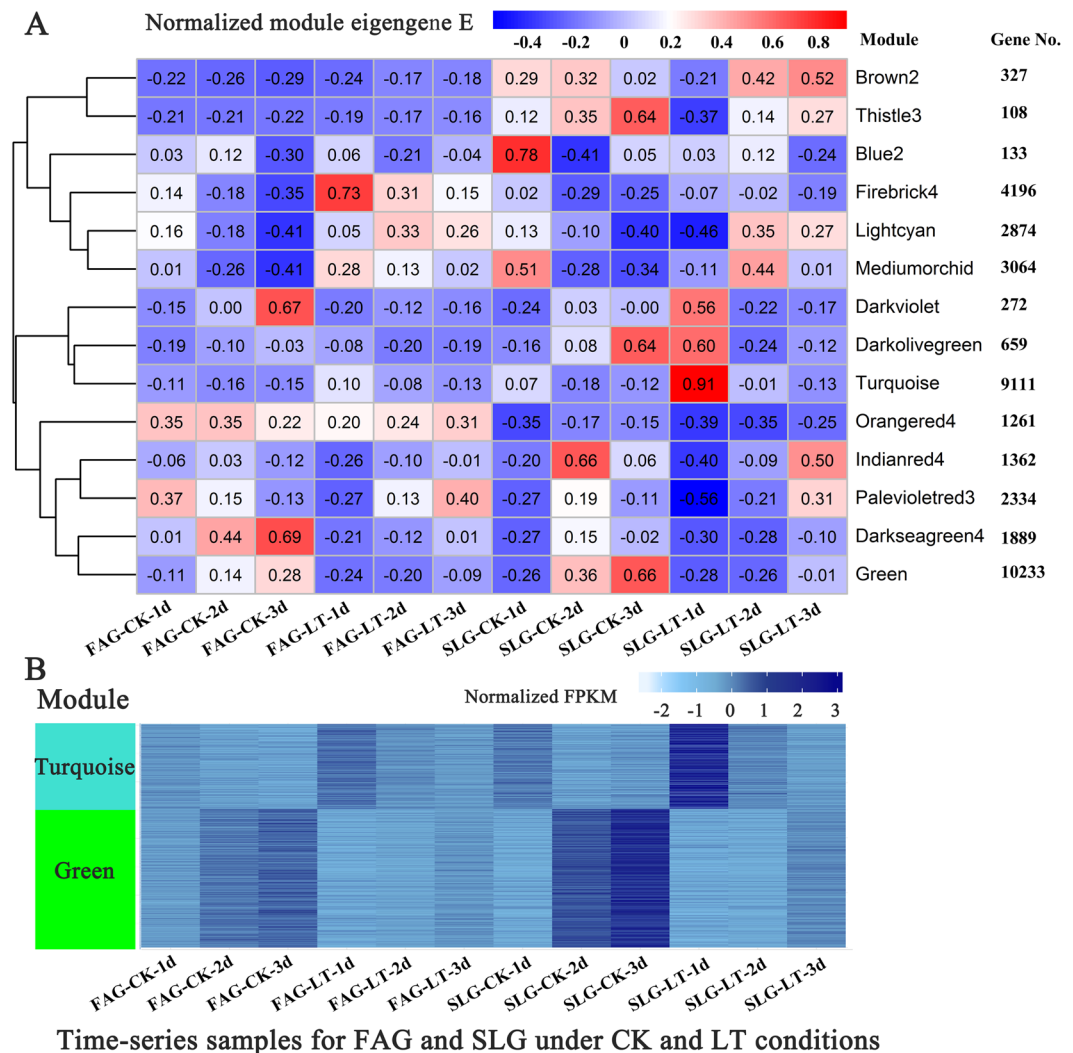 A
Normalized module eigengene E
-0.4 -0.2 0 0.2 0.4 0.6 0.8
Module Gene No.
-0.22 -0.26 -0.29 -0.24 -0.17 -0.18 0.29 0.32 0.02 -0.21 0.42 0.52 Brown2 327
-0.21 -0.21 -0.22 -0.19 -0.17 -0.16 0.12 0.35 0.64 -0.37 0.14 0.27 Thistle3 108
0.03 0.12 -0.30 0.06 -0.21 -0.04 0.78 -0.41 0.05 0.03 0.12 -0.24 Blue2 133
0.14 -0.18 -0.35 0.73 0.31 0.15 0.02 -0.29 -0.25 -0.07 -0.02 -0.19 Firebrick4 4196
0.16 -0.18 -0.41 0.05 0.33 0.26 0.13 -0.10 -0.40 -0.46 0.35 0.27 Lightcyan 2874
0.01 -0.26 -0.41 0.28 0.13 0.02 0.51 -0.28 -0.34 -0.11 0.44 0.01 Mediumorchid 3064
-0.15 0.00 0.67 -0.20 -0.12 -0.16 -0.24 0.03 -0.00 0.56 -0.22 -0.17 Darkviolet 272
-0.19 -0.10 -0.03 -0.08 -0.20 -0.19 -0.16 0.08 0.64 0.60 -0.24 -0.12 Darkolivegreen 659
-0.11 -0.16 -0.15 0.10 -0.08 -0.13 0.07 -0.18 -0.12 0.91 -0.01 -0.13 Turquoise 9111
0.35 0.35 0.22 0.20 0.24 0.31 -0.35 -0.17 -0.15 -0.39 -0.35 -0.25 Orangered4 1261
-0.06 0.03 -0.12 -0.26 -0.10 -0.01 -0.20 0.66 0.06 -0.40 -0.09 0.50 Indianred4 1362
0.37 0.15 -0.13 -0.27 0.13 0.40 -0.27 0.19 -0.11 -0.56 -0.21 0.31 Palevioletred3 2334
0.01 0.44 0.69 -0.21 -0.12 0.01 -0.27 0.15 -0.02 -0.30 -0.28 -0.10 Darkseagreen4 1889
-0.11 0.14 0.28 -0.24 -0.20 -0.09 -0.26 0.36 0.66 -0.28 -0.26 -0.01 Green 10233
FAG-CK-1d FAG-CK-2d FAG-CK-3d FAG-LT-1d FAG-LT-2d FAG-LT-3d SLG-CK-1d SLG-CK-2d SLG-CK-3d SLG-LT-1d SLG-LT-2d SLG-LT-3d
B
Module
Normalized FPKM
-2 -1 0 1 2 3
Turquoise
Green
FAG-CK-1d FAG-CK-2d FAG-CK-3d FAG-LT-1d FAG-LT-2d FAG-LT-3d SLG-CK-1d SLG-CK-2d SLG-CK-3d SLG-LT-1d SLG-LT-2d SLG-LT-3d
Time-series samples for FAG and SLG under CK and LT conditions